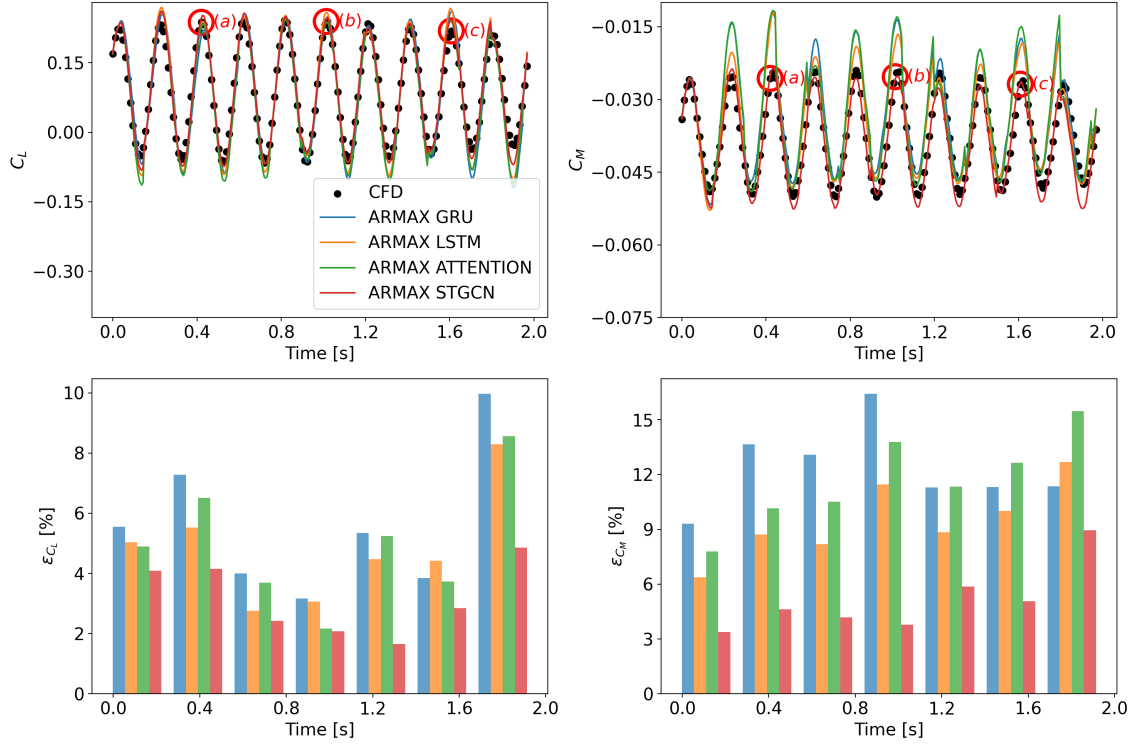 0.15
0.00
−0.15
−0.30
C_L
(a)
(b)
(c)
CFD
ARMAX GRU
ARMAX LSTM
ARMAX ATTENTION
ARMAX STGCN
0.0 0.4 0.8 1.2 1.6 2.0
Time [s]
−0.015
−0.030
−0.045
−0.060
−0.075
C_M
(a)
(b)
(c)
0.0 0.4 0.8 1.2 1.6 2.0
Time [s]
10
8
6
4
2
0
ε_{C_L} [%]
0.0 0.4 0.8 1.2 1.6 2.0
Time [s]
15
12
9
6
3
0
ε_{C_M} [%]
0.0 0.4 0.8 1.2 1.6 2.0
Time [s]